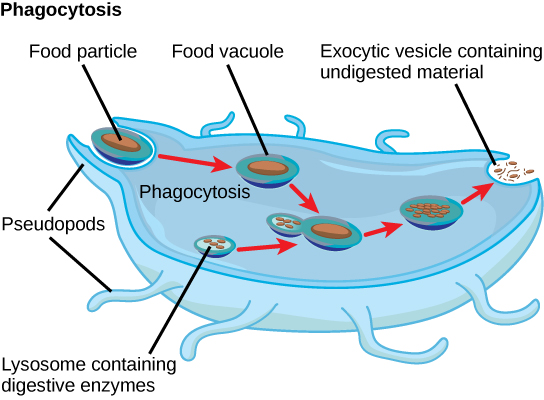 Phagocytosis
Food particle
Food vacuole
Exocytic vesicle containing
undigested material
Phagocytosis
Pseudopods
Lysosome containing
digestive enzymes